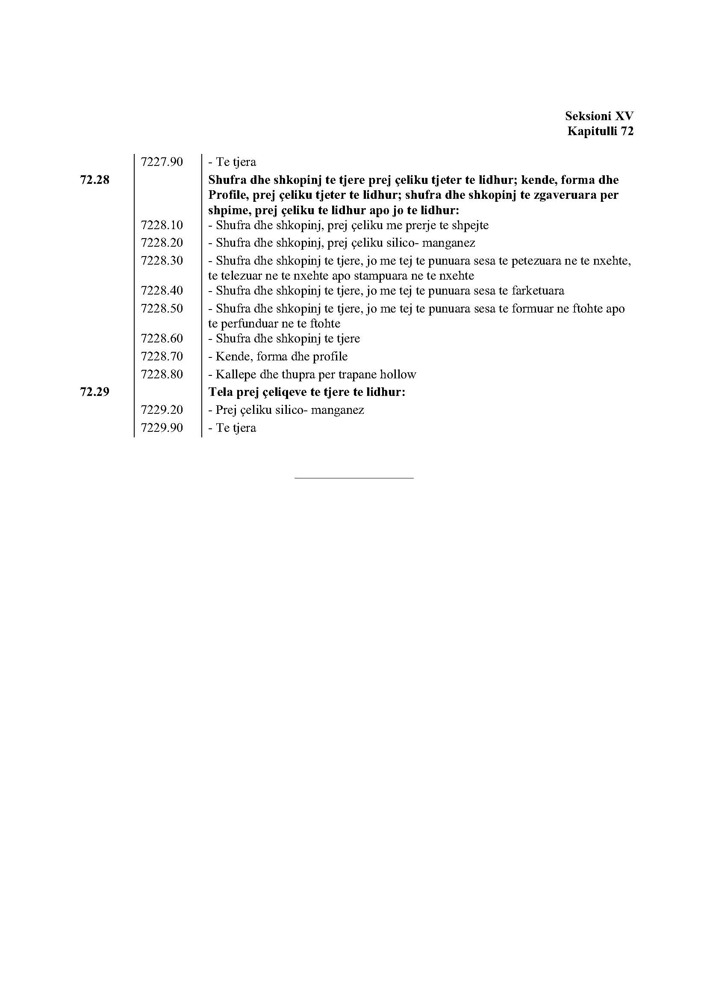 Seksioni XV
Kapitulli 72
7227.90 - Te tjera
72.28 Shufra dhe shkopinj te tjere prej çeliku tjeter te lidhur; kende, forma dhe
Profile, prej çeliku tjeter te lidhur; shufra dhe shkopinj te zgaveruara per
shpime, prej çeliku te lidhur apo jo te lidhur:
7228.10 - Shufra dhe shkopinj, prej çeliku me prerje te shpejte
7228.20 - Shufra dhe shkopinj, prej çeliku silico- manganez
7228.30 - Shufra dhe shkopinj te tjere, jo me tej te punuara sesa te petezuara ne te nxehte,
te telezuar ne te nxehte apo stampuara ne te nxehte
7228.40 - Shufra dhe shkopinj te tjere, jo me tej te punuara sesa te farketuara
7228.50 - Shufra dhe shkopinj te tjere, jo me tej te punuara sesa te formuar ne ftohte apo
te perfunduar ne te ftohte
7228.60 - Shufra dhe shkopinj te tjere
7228.70 - Kende, forma dhe profile
7228.80 - Kallepe dhe thupra per trapane hollow
72.29 Tela prej çeliqeve te tjere te lidhur:
7229.20 - Prej çeliku silico- manganez
7229.90 - Te tjera